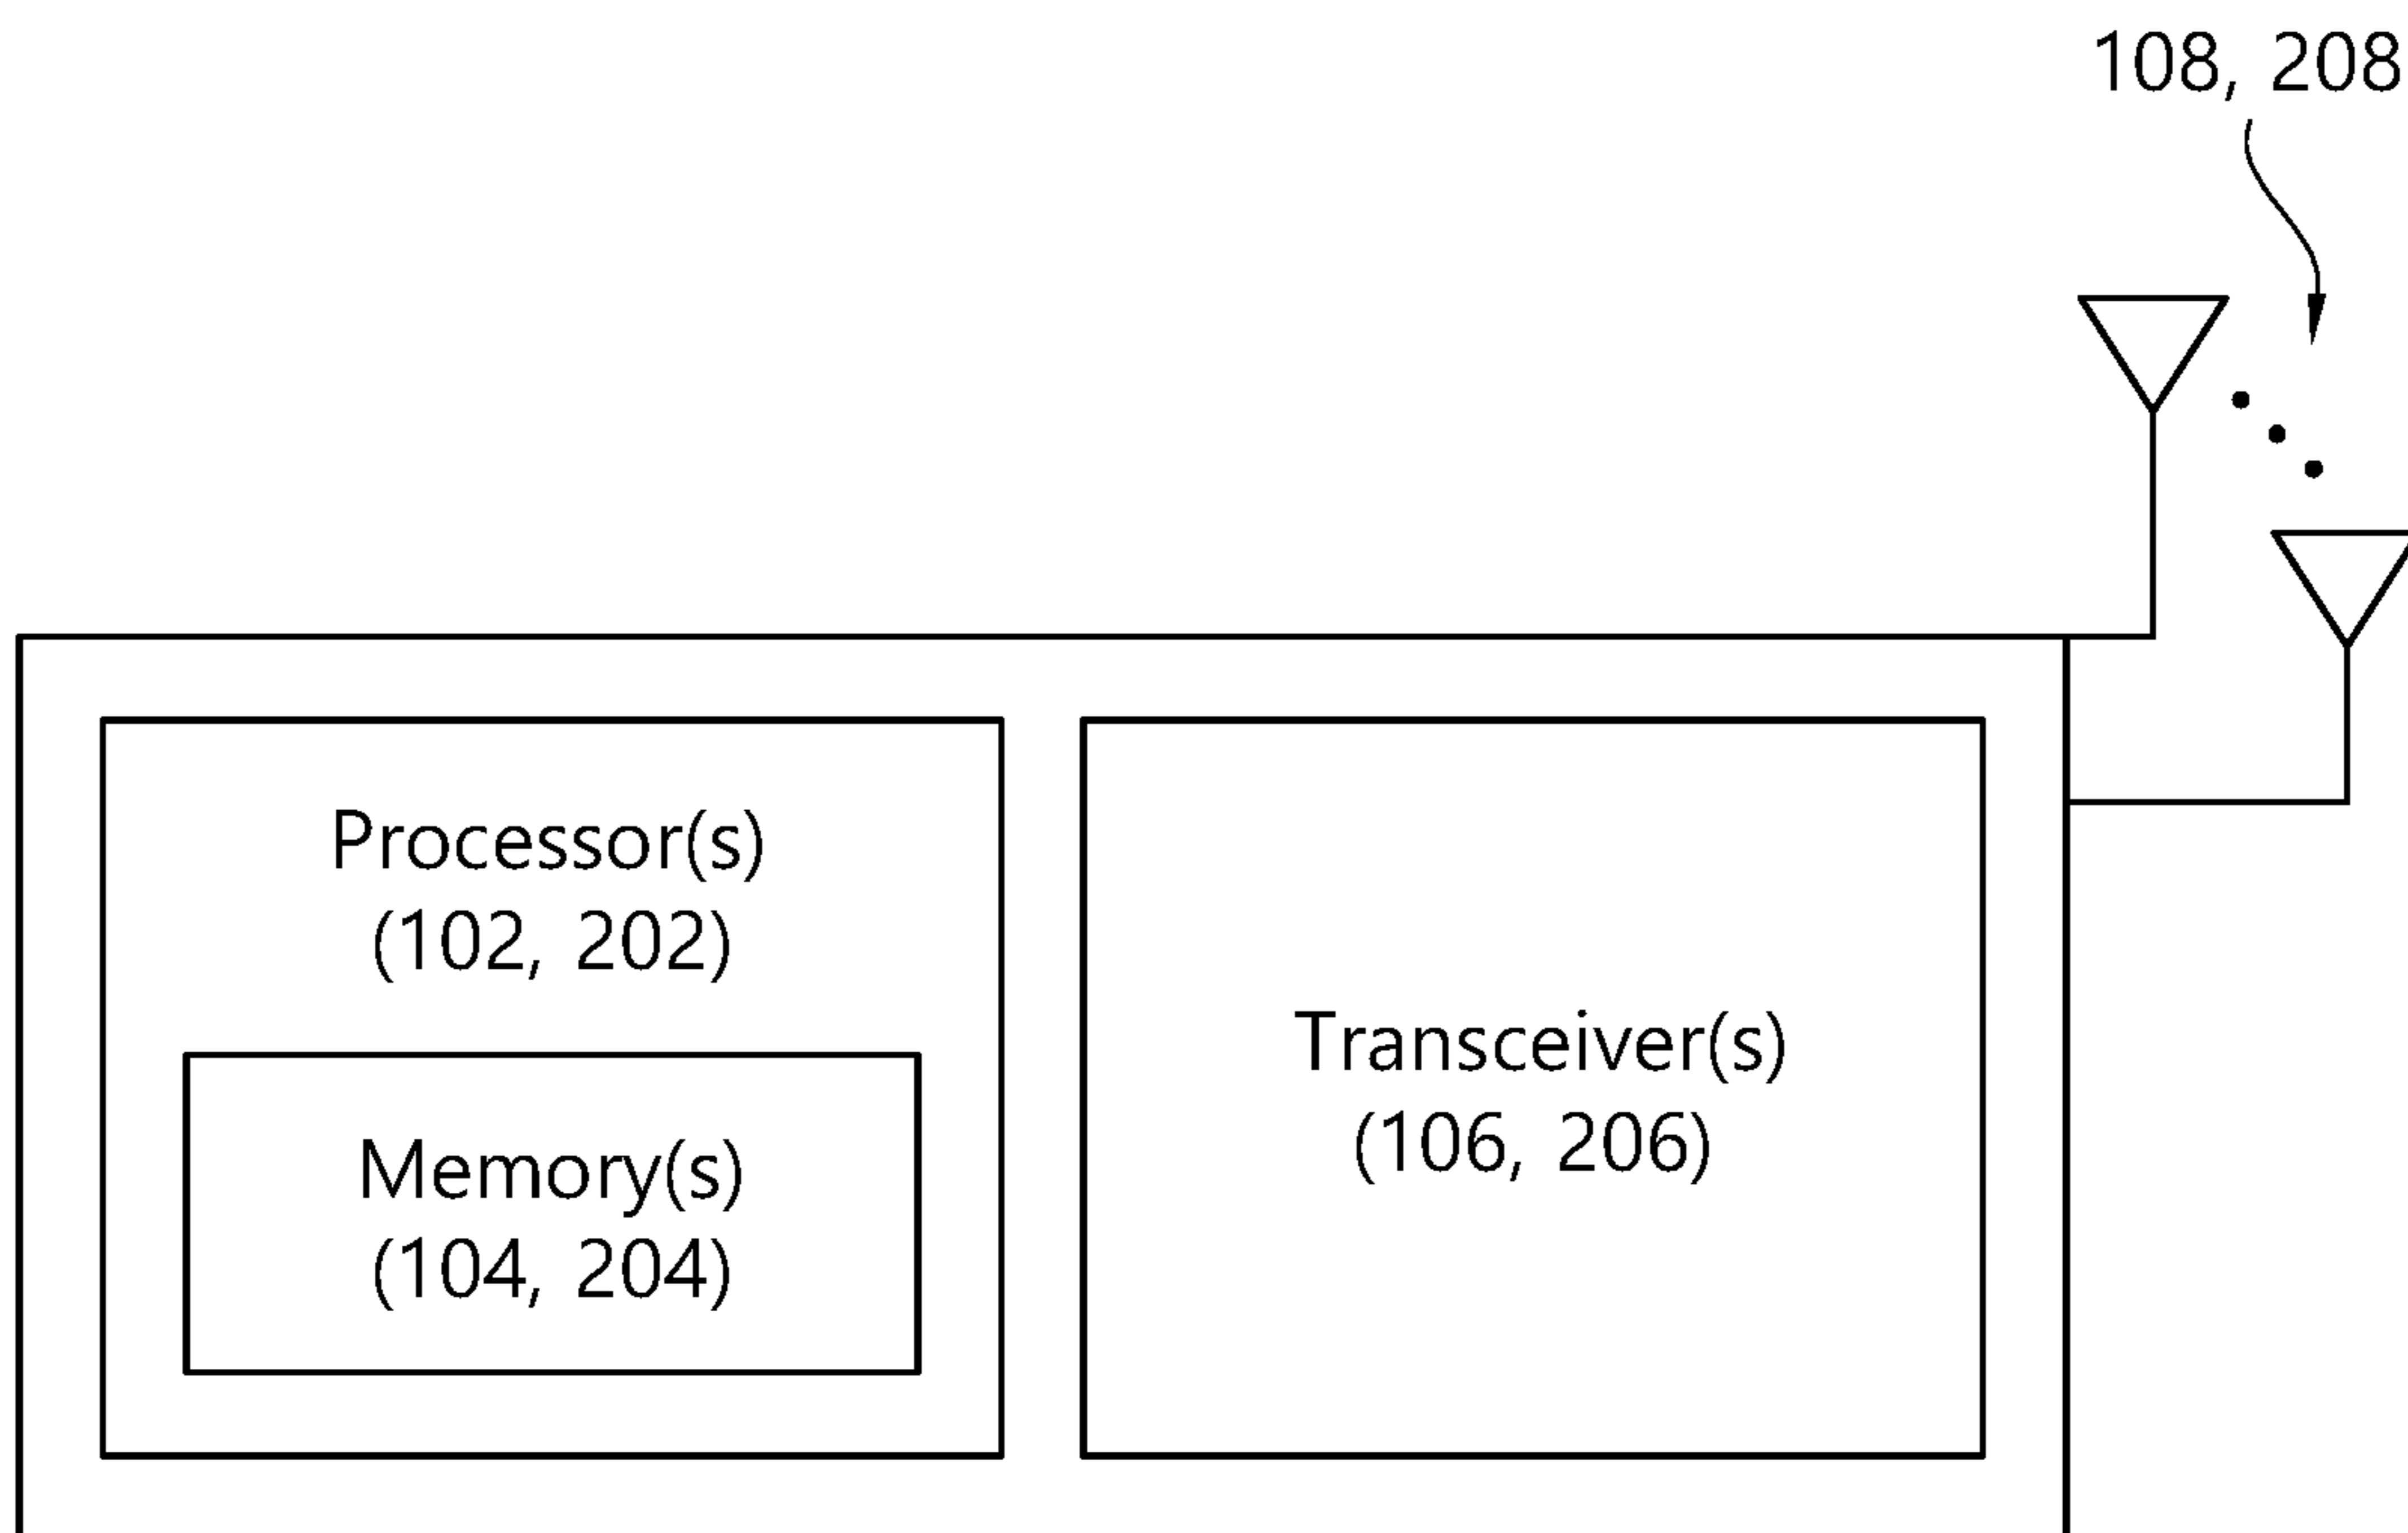 108, 208
Processor(s)
(102, 202)
Memory(s)
(104, 204)
Transceiver(s)
(106, 206)